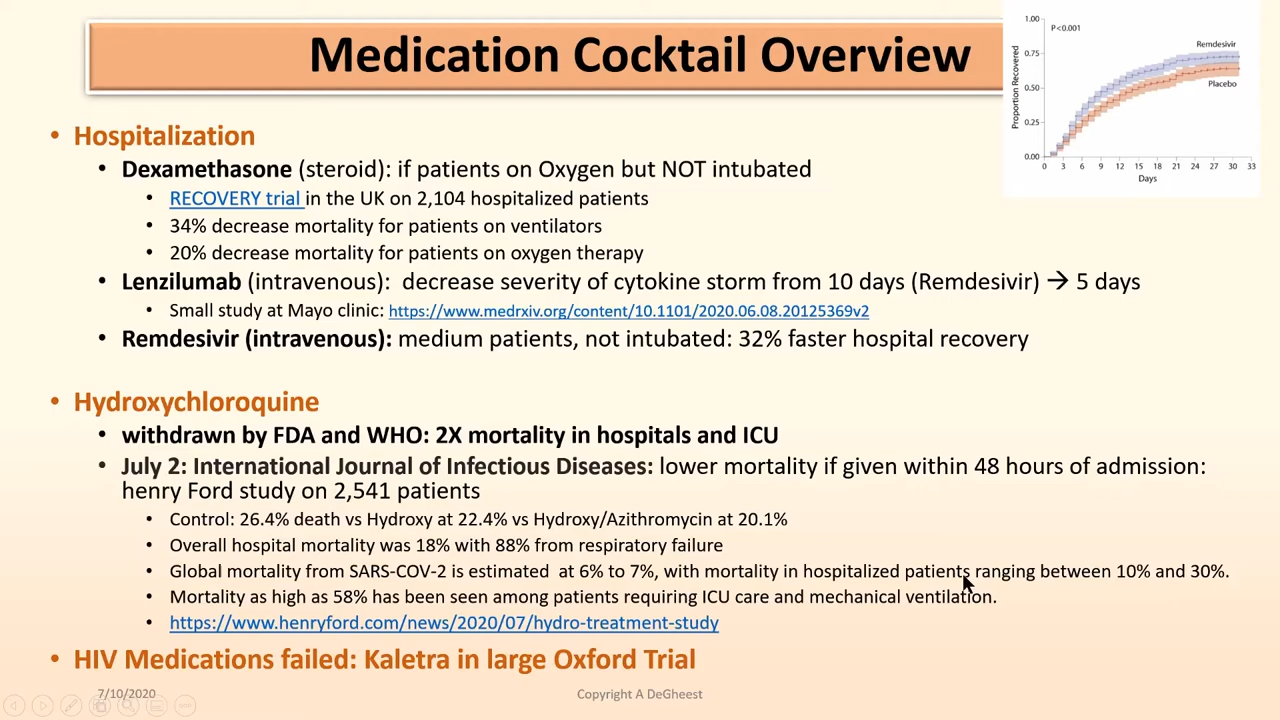 Medication Cocktail Overview
1.00
P<0.001
Remdesivir
0.75
Proportion Recovered
0.50
Placebo
0.25
0.00
0 3 6 9 12 15 18 21 24 27 30 33
Days
• Hospitalization
• Dexamethasone (steroid): if patients on Oxygen but NOT intubated
• RECOVERY trial in the UK on 2,104 hospitalized patients
• 34% decrease mortality for patients on ventilators
• 20% decrease mortality for patients on oxygen therapy
• Lenzilumab (intravenous): decrease severity of cytokine storm from 10 days (Remdesivir) → 5 days
• Small study at Mayo clinic: https://www.medrxiv.org/content/10.1101/2020.06.08.20125369v2
• Remdesivir (intravenous): medium patients, not intubated: 32% faster hospital recovery
• Hydroxychloroquine
• withdrawn by FDA and WHO: 2X mortality in hospitals and ICU
• July 2: International Journal of Infectious Diseases: lower mortality if given within 48 hours of admission:
henry Ford study on 2,541 patients
• Control: 26.4% death vs Hydroxy at 22.4% vs Hydroxy/Azithromycin at 20.1%
• Overall hospital mortality was 18% with 88% from respiratory failure
• Global mortality from SARS-COV-2 is estimated at 6% to 7%, with mortality in hospitalized patients ranging between 10% and 30%.
• Mortality as high as 58% has been seen among patients requiring ICU care and mechanical ventilation.
• https://www.henryford.com/news/2020/07/hydro-treatment-study
• HIV Medications failed: Kaletra in large Oxford Trial
7/10/2020
Copyright A DeGheest